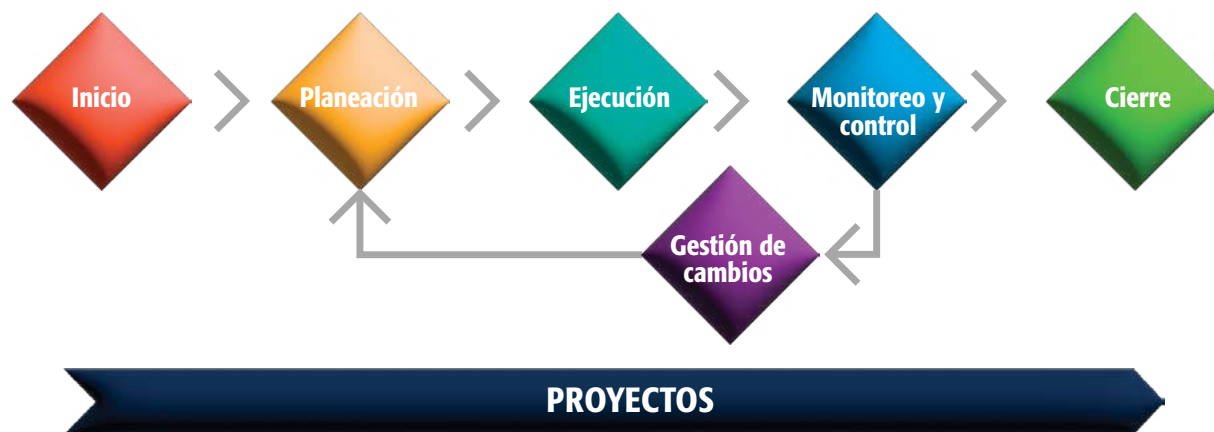 Inicio
Planeación
Ejecución
Monitoreo y
control
Cierre
Gestión de
cambios
PROYECTOS